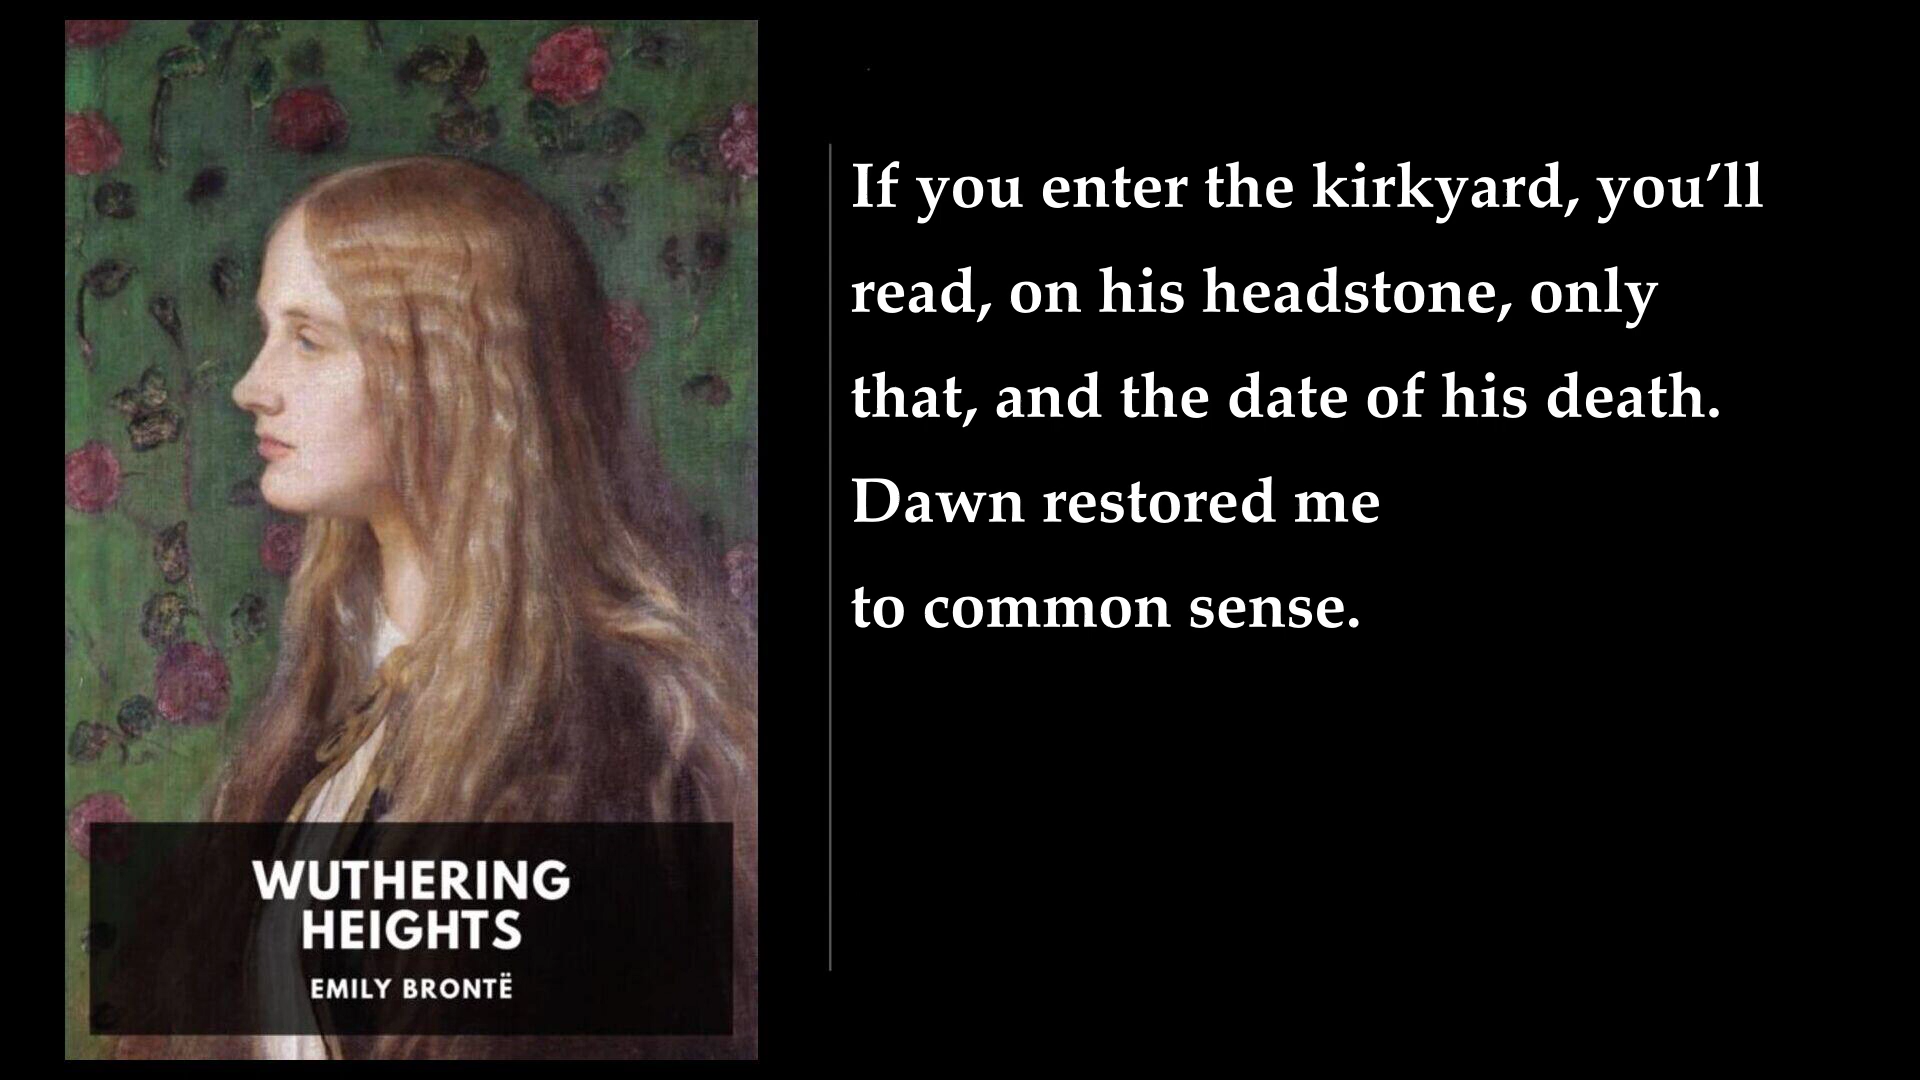 If you enter the kirkyard, you’ll
read, on his headstone, only
that, and the date of his death.
Dawn restored me
to common sense.
WUTHERING
HEIGHTS
EMILY BRONTË